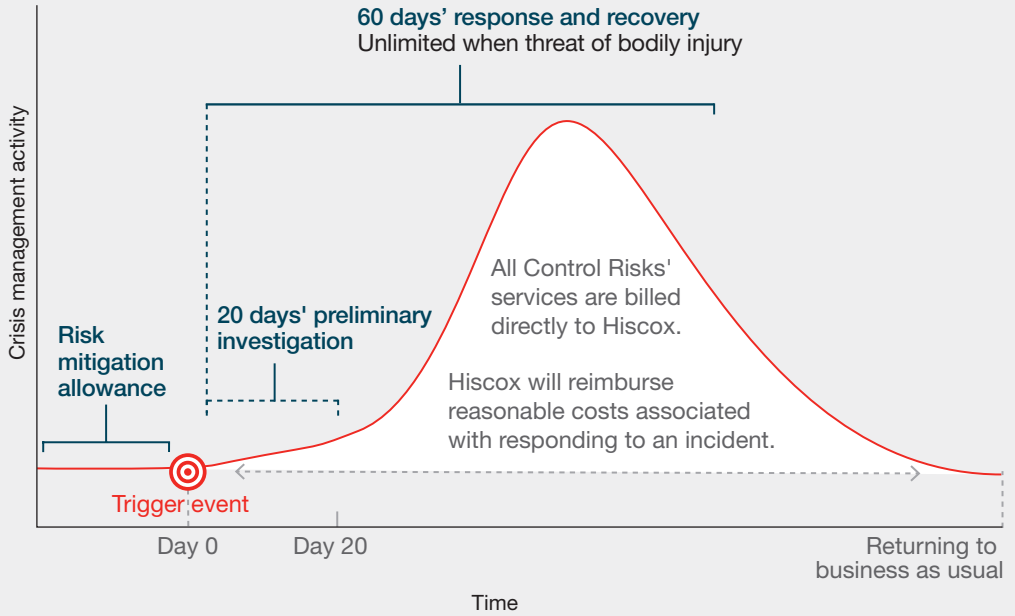 60 days’ response and recovery
Unlimited when threat of bodily injury
Crisis management activity
20 days' preliminary
investigation
Risk
mitigation
allowance
All Control Risks'
services are billed
directly to Hiscox.
Hiscox will reimburse
reasonable costs associated
with responding to an incident.
Trigger event
Day 0
Day 20
Returning to
business as usual
Time